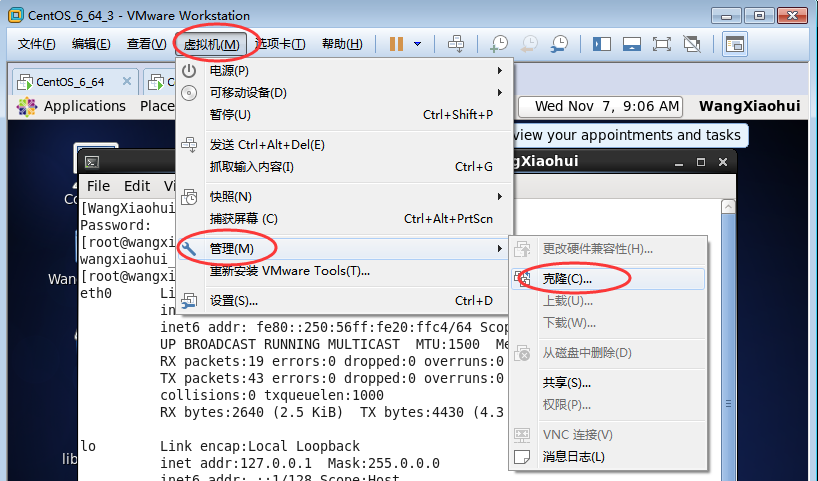 CentOS_6_64_3 - VMware Workstation
文件(F) 编辑(E) 查看(V) 虚拟机(M) 选项卡(T) 帮助(H)
CentOS_6_64
Applications Place Wed Nov 7, 9:06 AM WangXiaohui
电源(P)
可移动设备(D)
暂停(U) Ctrl+Shift+P
发送 Ctrl+Alt+Del(E)
view your appointments and tasks
抓取输入内容(I) Ctrl+G
gXiaohui
File Edit Vi
快照(N)
[WangXiaohui
捕获屏幕 (C) Ctrl+Alt+PrtScn
Password:
[root@wangxi
管理(M)
更改硬件兼容性(H)...
wangxiaohui
重新安装 VMware Tools(T)...
[root@wangxi
克隆(C)...
eth0 Li
设置(S)... Ctrl+D
上载(U)...
in
inet6 addr: fe80::250:56ff:fe20:ffc4/64 Scop
下载(W)...
UP BROADCAST RUNNING MULTICAST MTU:1500 Me
RX packets:19 errors:0 dropped:0 overruns:0
从磁盘中删除(D)
TX packets:43 errors:0 dropped:0 overruns:0
共享(S)...
collisions:0 txqueuelen:1000
权限(P)...
RX bytes:2640 (2.5 KiB) TX bytes:4430 (4.3
VNC 连接(V)
lo Link encap:Local Loopback
消息日志(L)
inet addr:127.0.0.1 Mask:255.0.0.0
inet6 addr: ::1/128 Scope:Host
Wan
lib